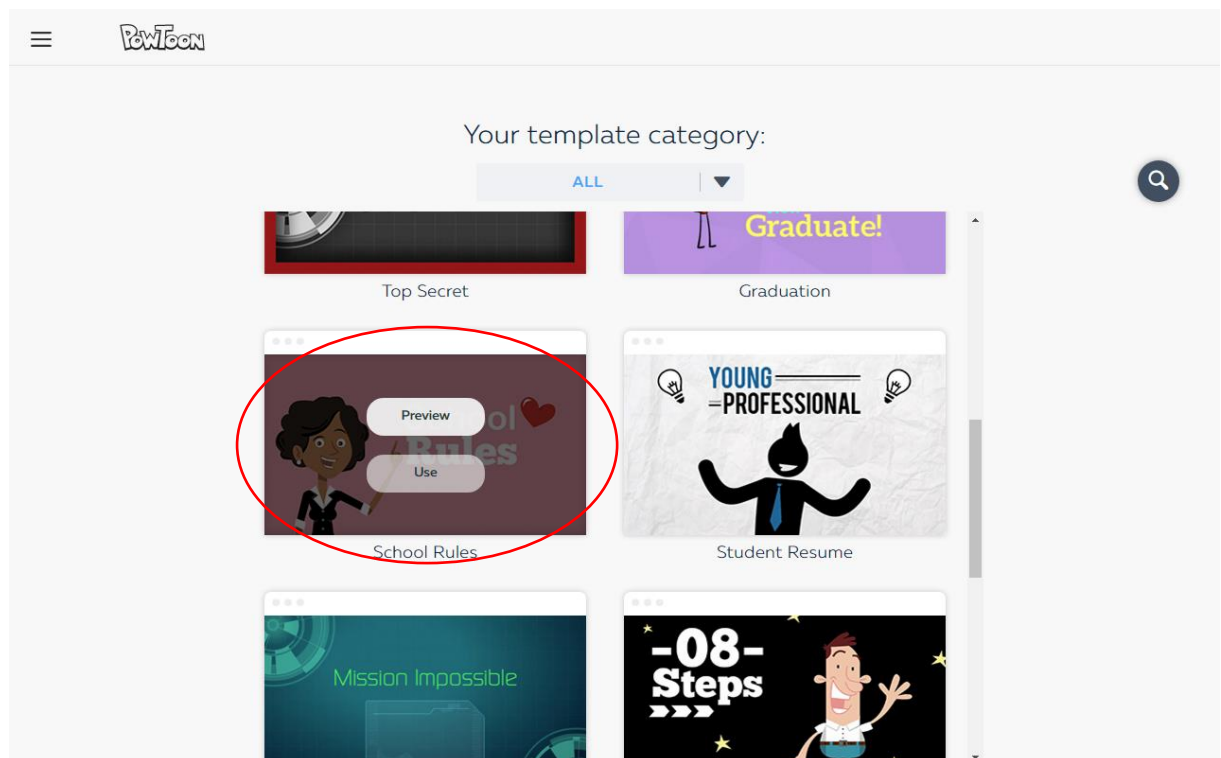 POWTOON
Your template category:
ALL
Graduate!
Top Secret
Graduation
Preview
Rules
Use
YOUNG
PROFESSIONAL
School Rules
Student Resume
Mission Impossible
-08-
Steps